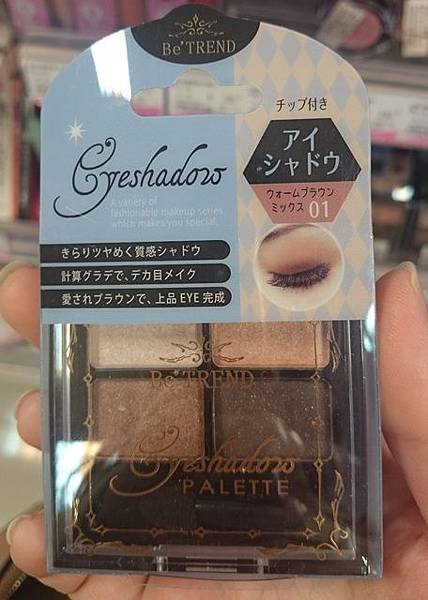 Be'TREND
チップ付き
アイ
シャドウ
ウォームブラウン
ミックス 01
Eyeshadow
A variety of
fashionable makeup series
which makes you special.
きらりツヤめく質感シャドウ
計算グラデで、デカ目メイク
愛されブラウンで、上品EYE完成
Be'TREND
Eyeshadow
PALETTE